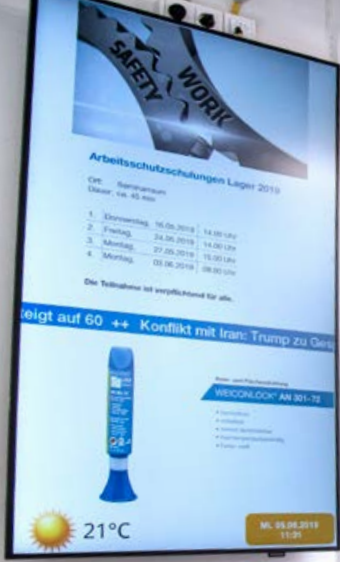 SAFETY
WORK
Arbeitsschutzschulungen Lager 2019
Ort: Seminarraum
Dauer: ca. 45 min
1. Donnerstag, 16.05.2019 14.00 Uhr
2. Freitag, 24.05.2019 14.00 Uhr
3. Montag, 27.05.2019 15.00 Uhr
4. Montag, 03.06.2019 08.00 Uhr
Die Teilnahme ist verpflichtend für alle.
teigt auf 60 ++ Konflikt mit Iran: Trump zu Ges
WEICONLOCK® AN 301-72
21°C
Mi. 05.06.2019
11:01